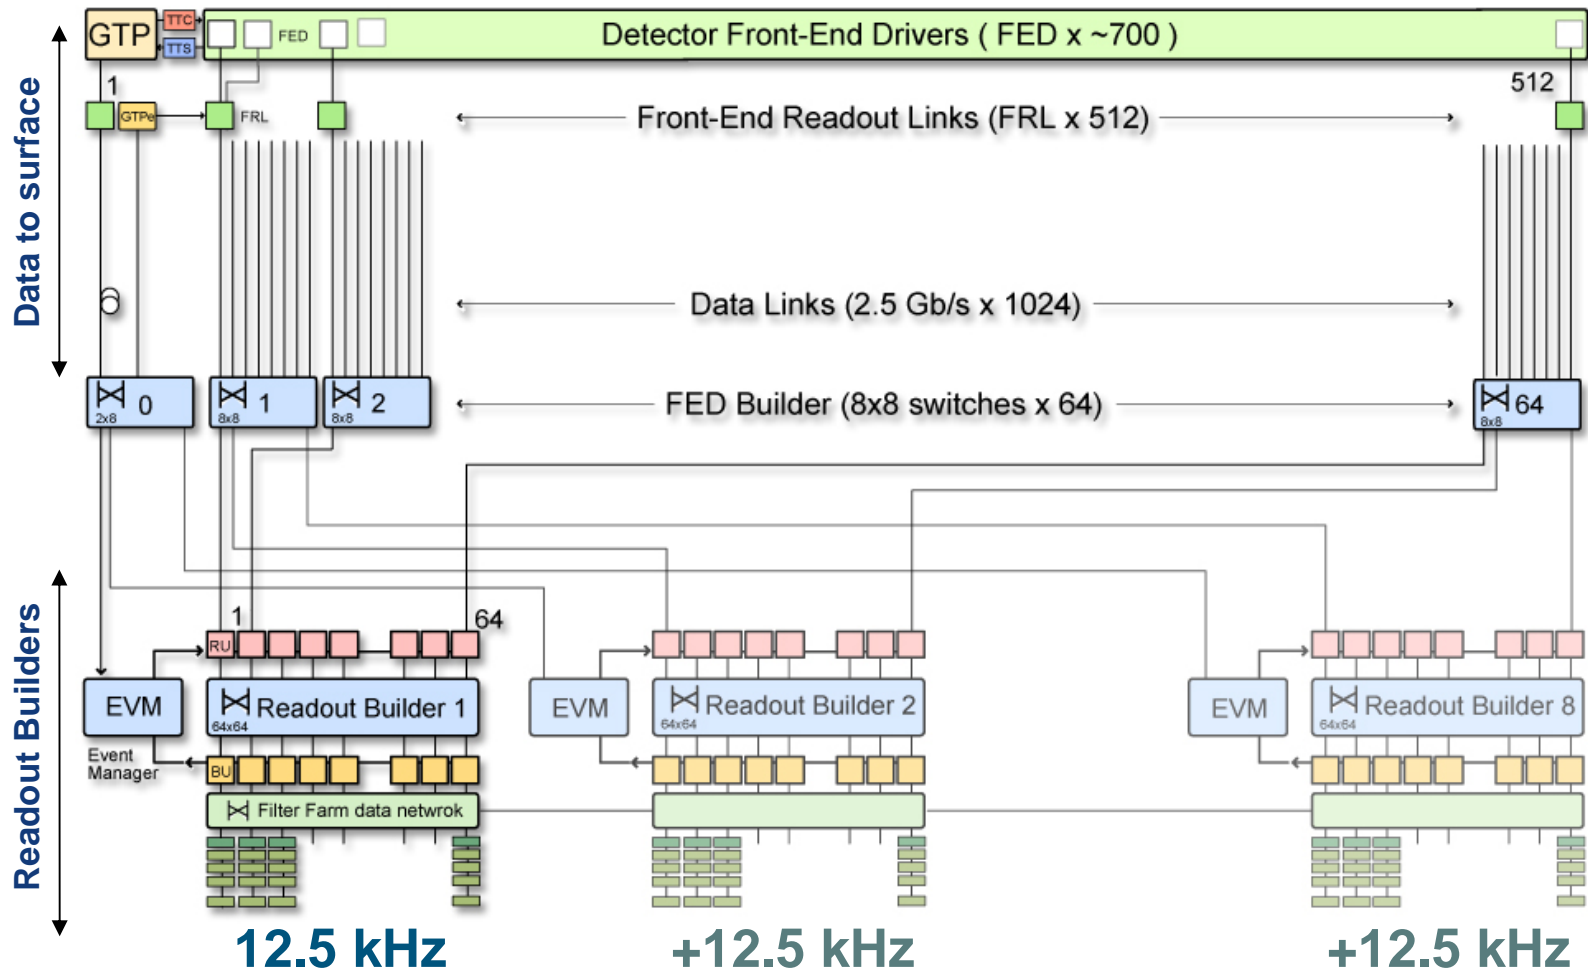 GTP
TTC
TTS
FED
Detector Front-End Drivers ( FED x ~700 )
1
512
GTPe
FRL
Front-End Readout Links (FRL x 512)
Data to surface
Data Links (2.5 Gb/s x 1024)
0
2x8
1
8x8
2
8x8
FED Builder (8x8 switches x 64)
64
8x8
Readout Builders
1
64
RU
EVM
Readout Builder 1
64x64
EVM
Readout Builder 2
64x64
EVM
Readout Builder 8
64x64
Event
Manager
BU
Filter Farm data netwrok
12.5 kHz
+12.5 kHz
+12.5 kHz